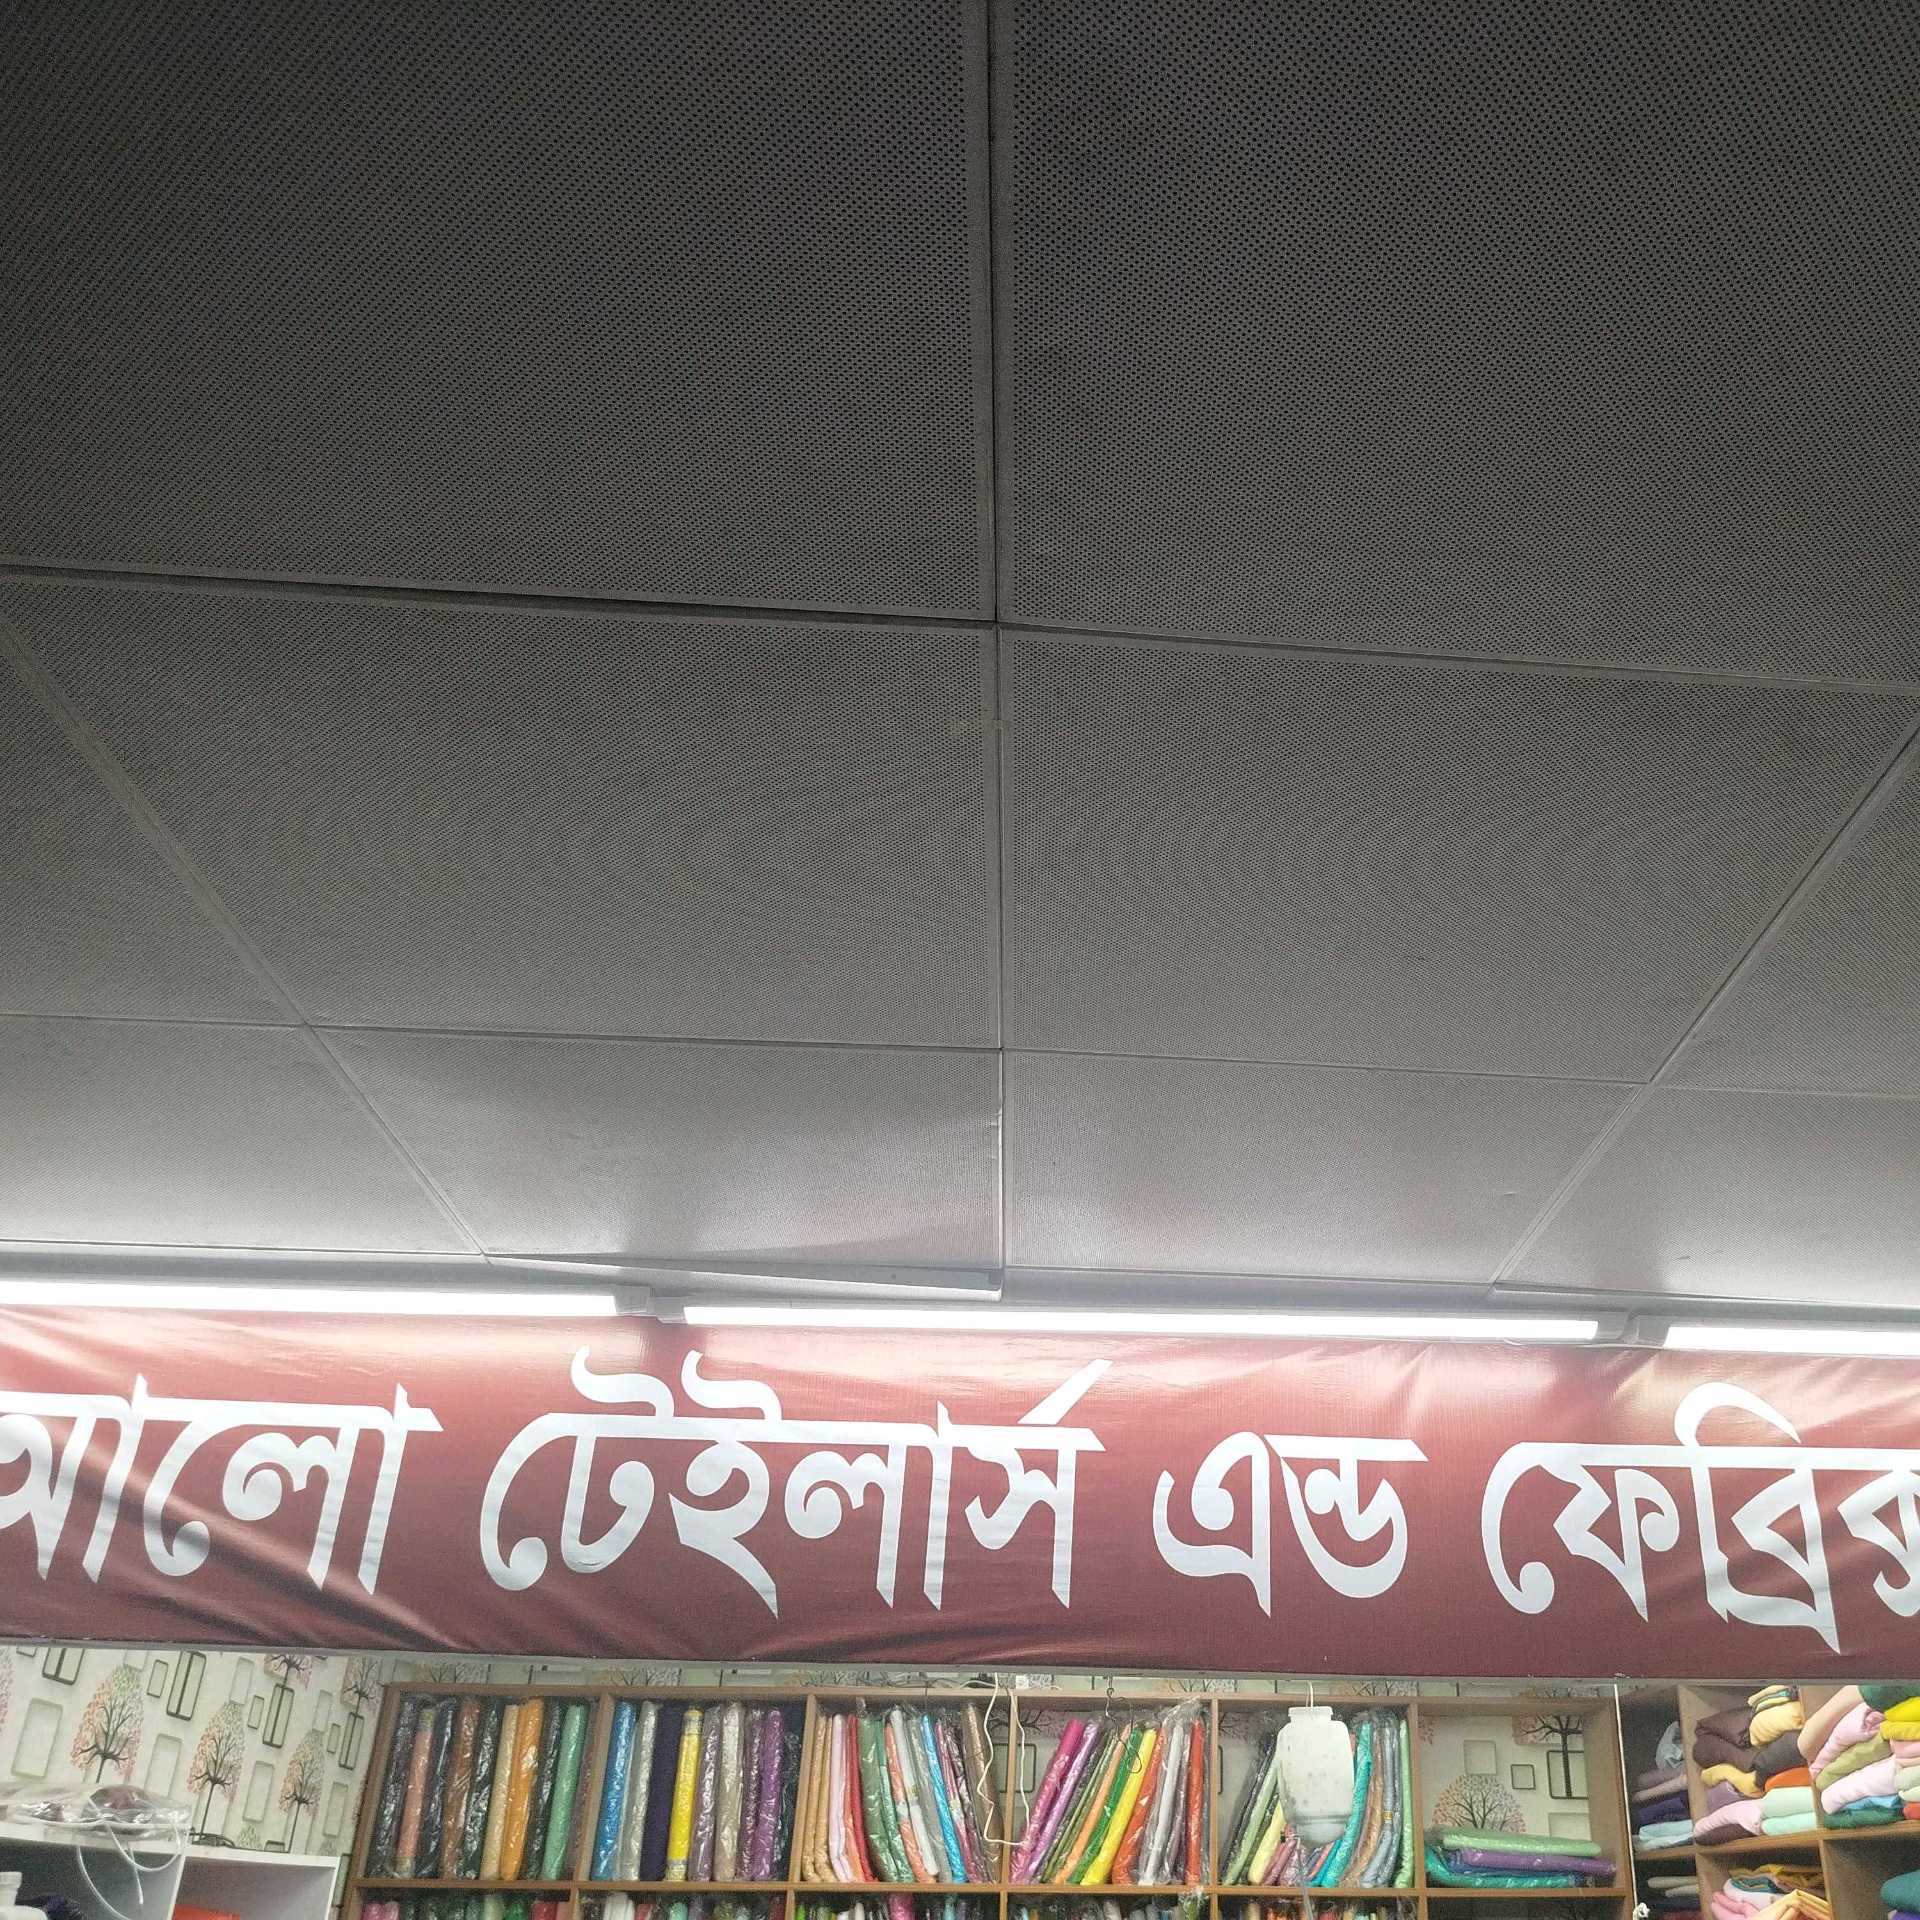 আলো টেইলার্স এন্ড ফেব্রিক্স